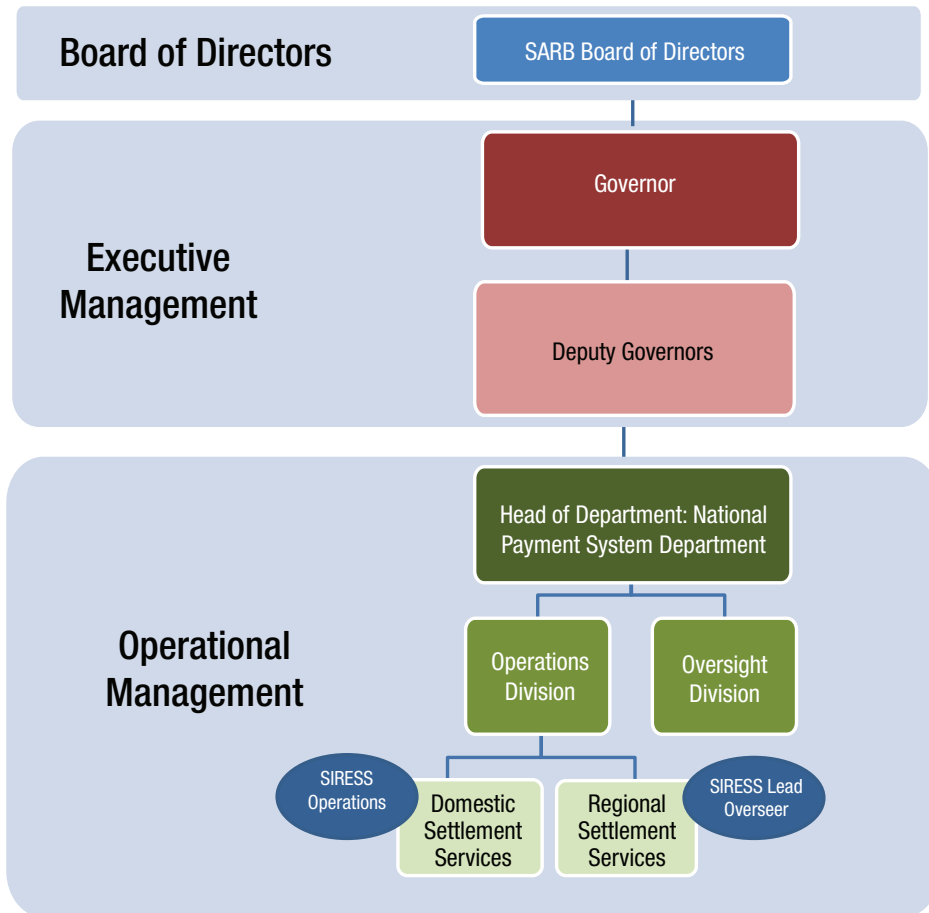 Board of Directors
SARB Board of Directors
Executive
Management
Governor
Deputy Governors
Operational
Management
Head of Department: National
Payment System Department
Operations
Division
Oversight
Division
SIRESS
Operations
Domestic
Settlement
Services
Regional
Settlement
Services
SIRESS Lead
Overseer